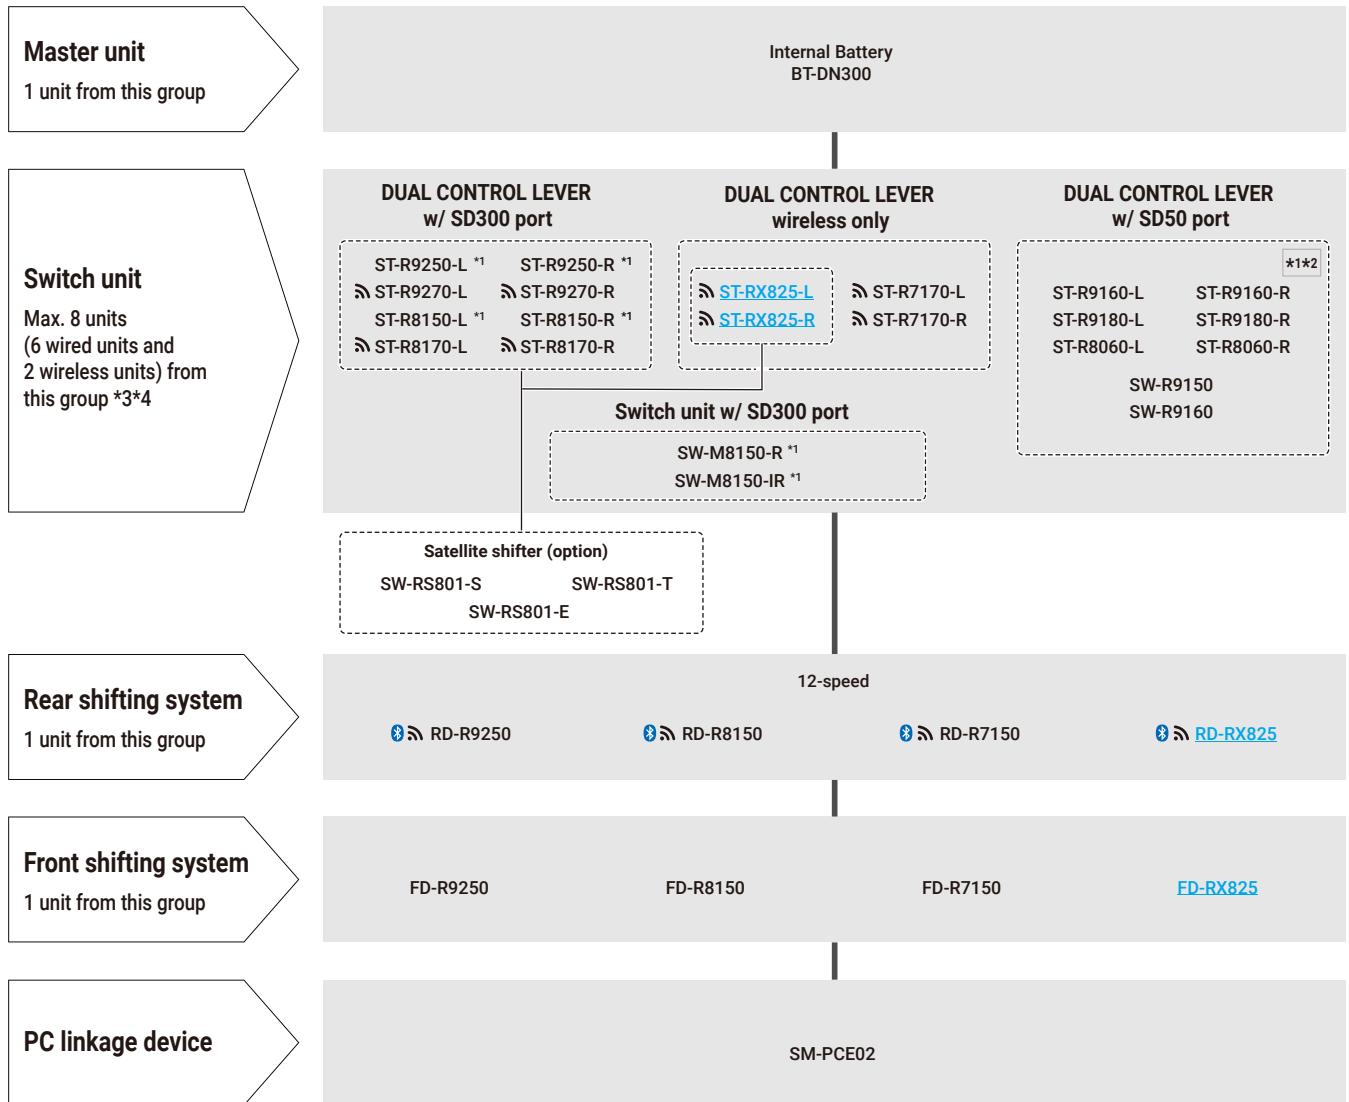 Master unit
1 unit from this group
Internal Battery
BT-DN300
Switch unit
Max. 8 units
(6 wired units and
2 wireless units) from
this group *3*4
DUAL CONTROL LEVER
w/ SD300 port
ST-R9250-L *1 ST-R9250-R *1
ST-R9270-L ST-R9270-R
ST-R8150-L *1 ST-R8150-R *1
ST-R8170-L ST-R8170-R
DUAL CONTROL LEVER
wireless only
ST-RX825-L ST-R7170-L
ST-RX825-R ST-R7170-R
DUAL CONTROL LEVER
w/ SD50 port
*1*2
ST-R9160-L ST-R9160-R
ST-R9180-L ST-R9180-R
ST-R8060-L ST-R8060-R
SW-R9150
SW-R9160
Switch unit w/ SD300 port
SW-M8150-R *1
SW-M8150-IR *1
Satellite shifter (option)
SW-RS801-S SW-RS801-T
SW-RS801-E
Rear shifting system
1 unit from this group
12-speed
RD-R9250 RD-R8150 RD-R7150 RD-RX825
Front shifting system
1 unit from this group
FD-R9250 FD-R8150 FD-R7150 FD-RX825
PC linkage device
SM-PCE02